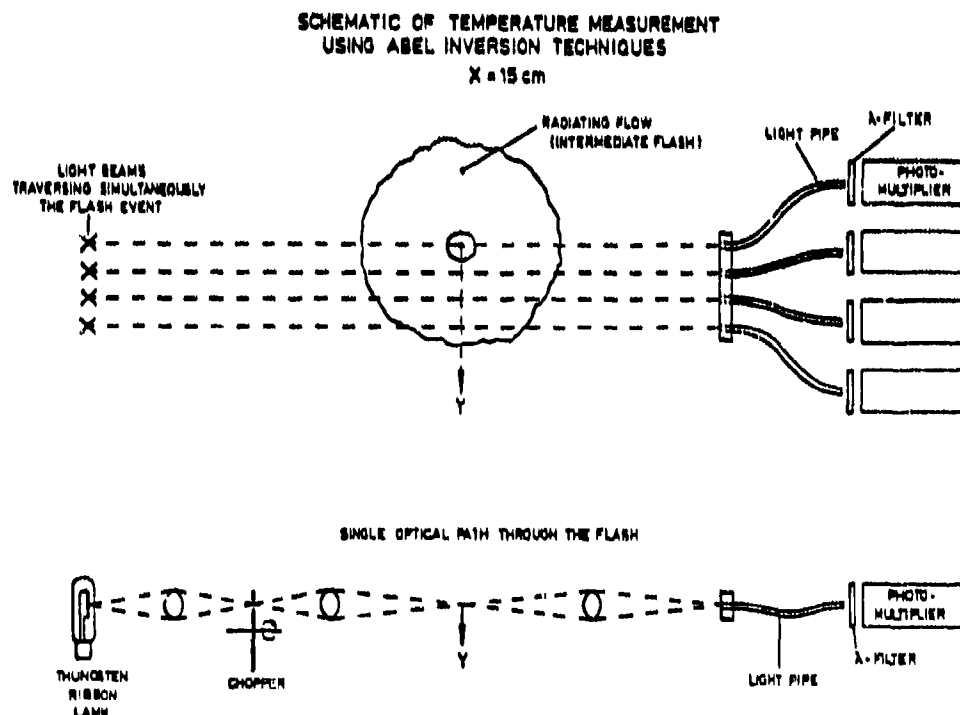 SCHEMATIC OF TEMPERATURE MEASUREMENT
USING ABEL INVERSION TECHNIQUES
X = 15 cm
RADIATING FLOW
(INTERMEDIATE FLASH)
LIGHT PIPE
λ-FILTER
PHOTO-
MULTIPLIER
LIGHT BEAMS
TRAVERSING SIMULTANEOUSLY
THE FLASH EVENT
Y
SINGLE OPTICAL PATH THROUGH THE FLASH
PHOTO-
MULTIPLIER
Y
λ-FILTER
THUNGSTEN
RIBBON
LAMP
CHOPPER
LIGHT PIPE